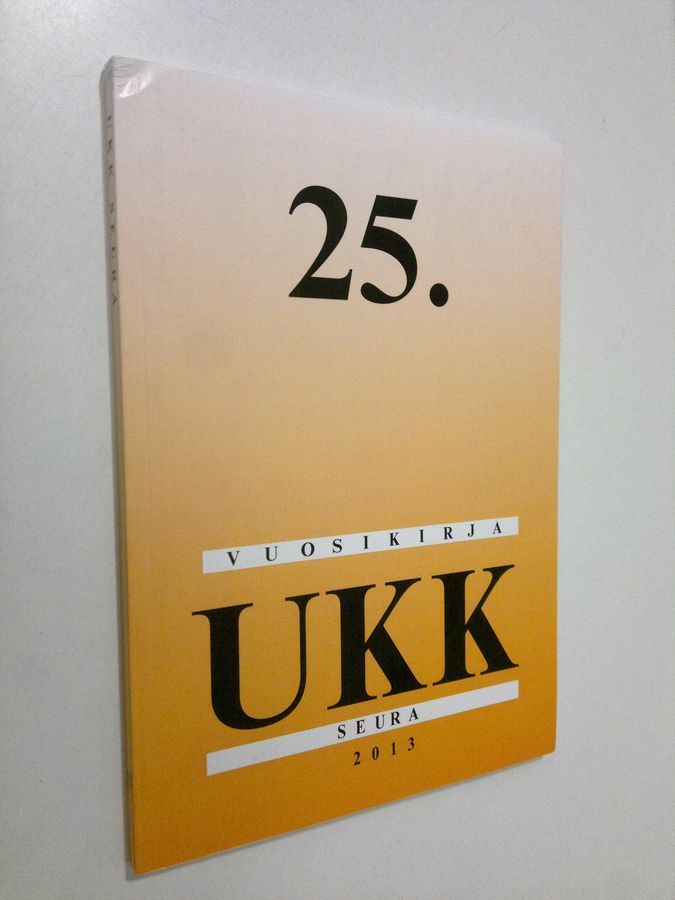 UKK SEURA
25.
VUOSIKIRJA
UKK
SEURA
2013